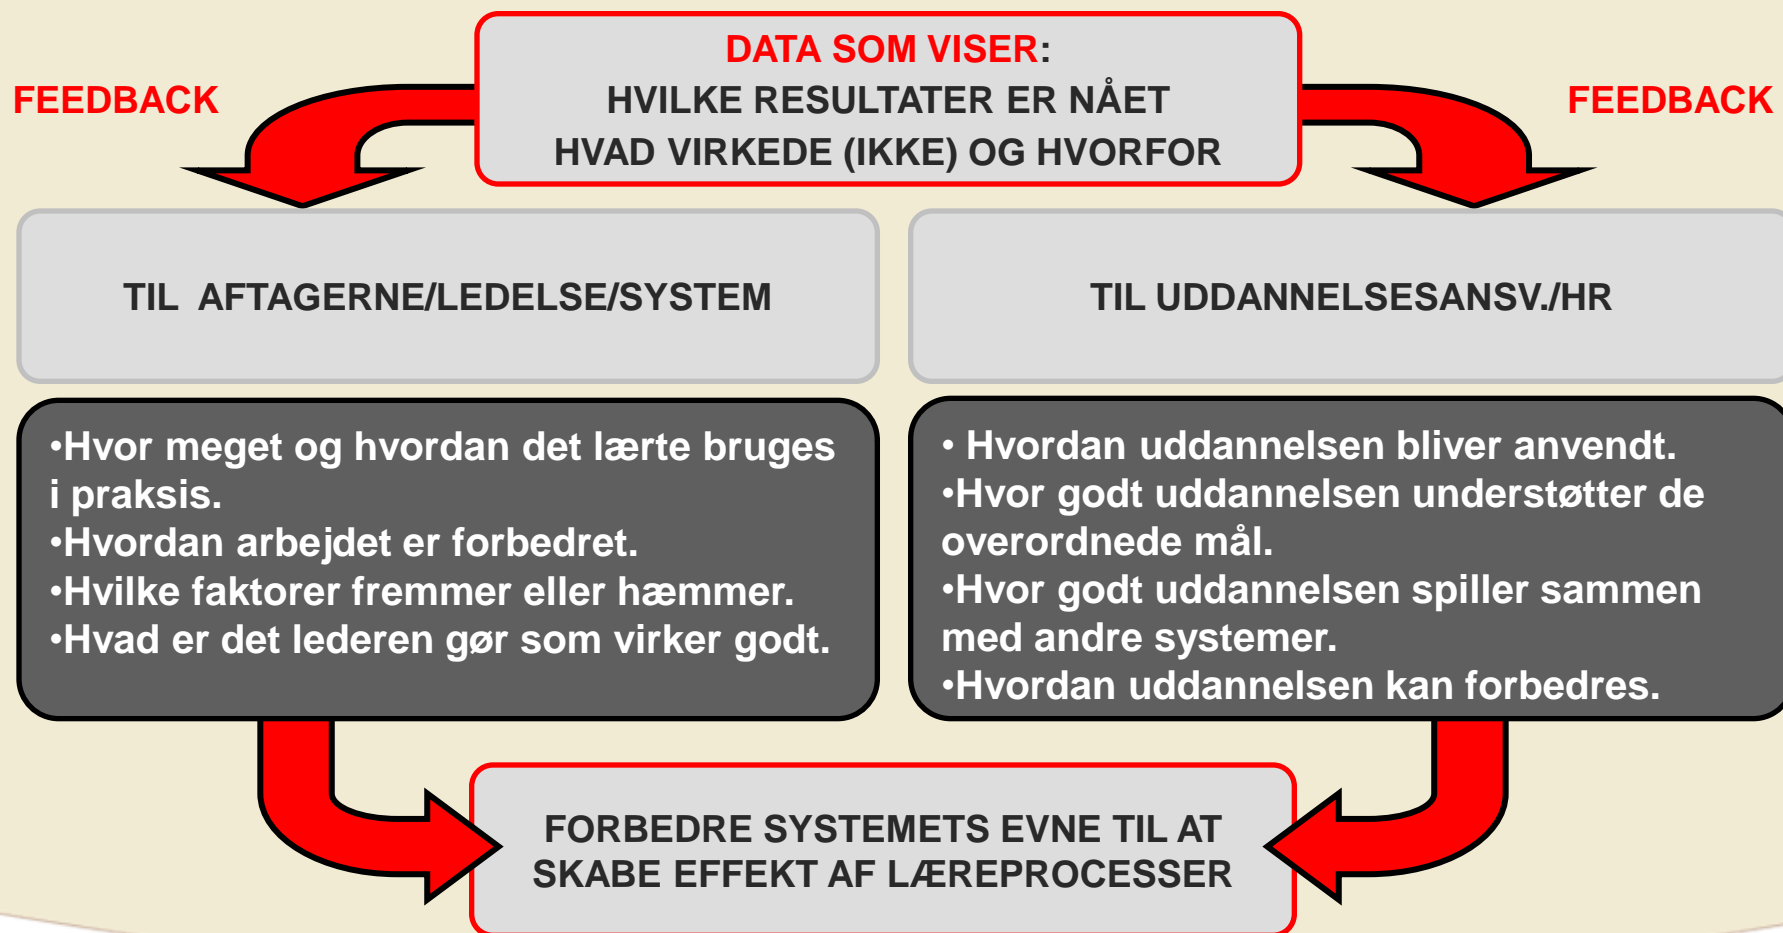 DATA SOM VISER:
HVILKE RESULTATER ER NÅET
HVAD VIRKEDE (IKKE) OG HVORFOR
FEEDBACK
FEEDBACK
TIL AFTAGERNE/LEDELSE/SYSTEM
•Hvor meget og hvordan det lærte bruges
i praksis.
•Hvordan arbejdet er forbedret.
•Hvilke faktorer fremmer eller hæmmer.
•Hvad er det lederen gør som virker godt.
TIL UDDANNELSESANSV./HR
• Hvordan uddannelsen bliver anvendt.
•Hvor godt uddannelsen understøtter de
overordnede mål.
•Hvor godt uddannelsen spiller sammen
med andre systemer.
•Hvordan uddannelsen kan forbedres.
FORBEDRE SYSTEMETS EVNE TIL AT
SKABE EFFEKT AF LÆREPROCESSER